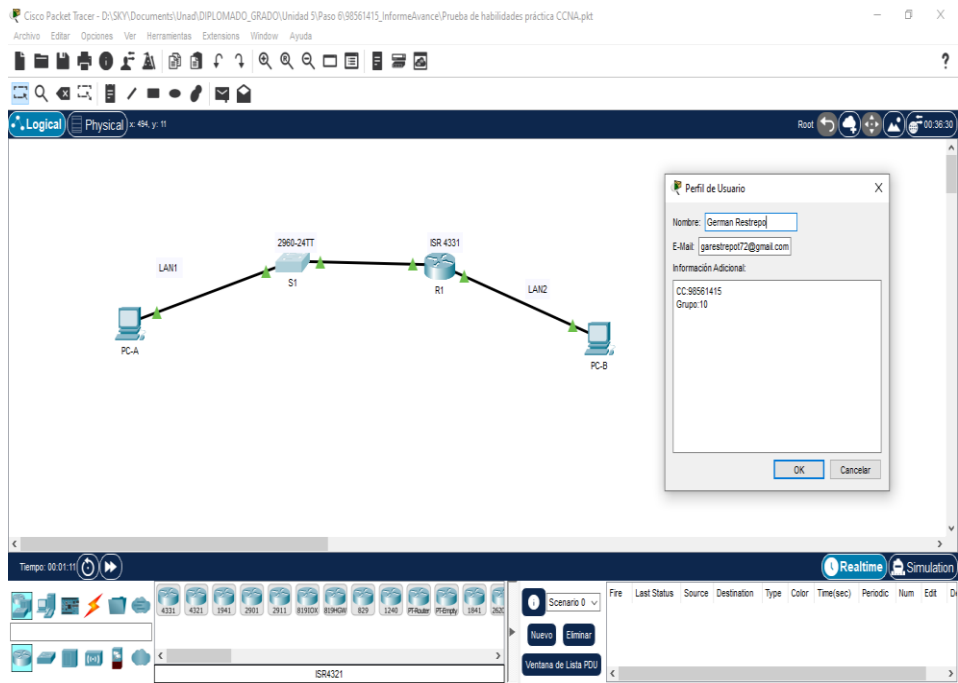 Cisco Packet Tracer - D:\SKY\Documents\Unad\DIPLOMADO_GRADO\Unidad 5\Paso 6\98561415_InformeAvance\Prueba de habilidades práctica CCNA.pkt
Archivo Editar Opciones Ver Herramientas Extensions Window Ayuda
?
Logical Physical x: 494, y: 11 Root 00:36:30
Perfil de Usuario X
Nombre: German Restrepo
E-Mail: garestrepot72@gmail.com
Información Adicional:
CC:98561415
Grupo:10
OK Cancelar
2960-24TT
ISR 4331
LAN1
S1
R1
LAN2
PC-A
PC-B
Tiempo: 00:01:11 Realtime Simulation
4331 4321 1941 2901 2911 819IOX 819HGW 829 1240 PT-Router PT-Empty 1841 2620
ISR4321
Scenario 0
Nuevo Eliminar
Ventana de Lista PDU
Fire Last Status Source Destination Type Color Time(sec) Periodic Num Edit